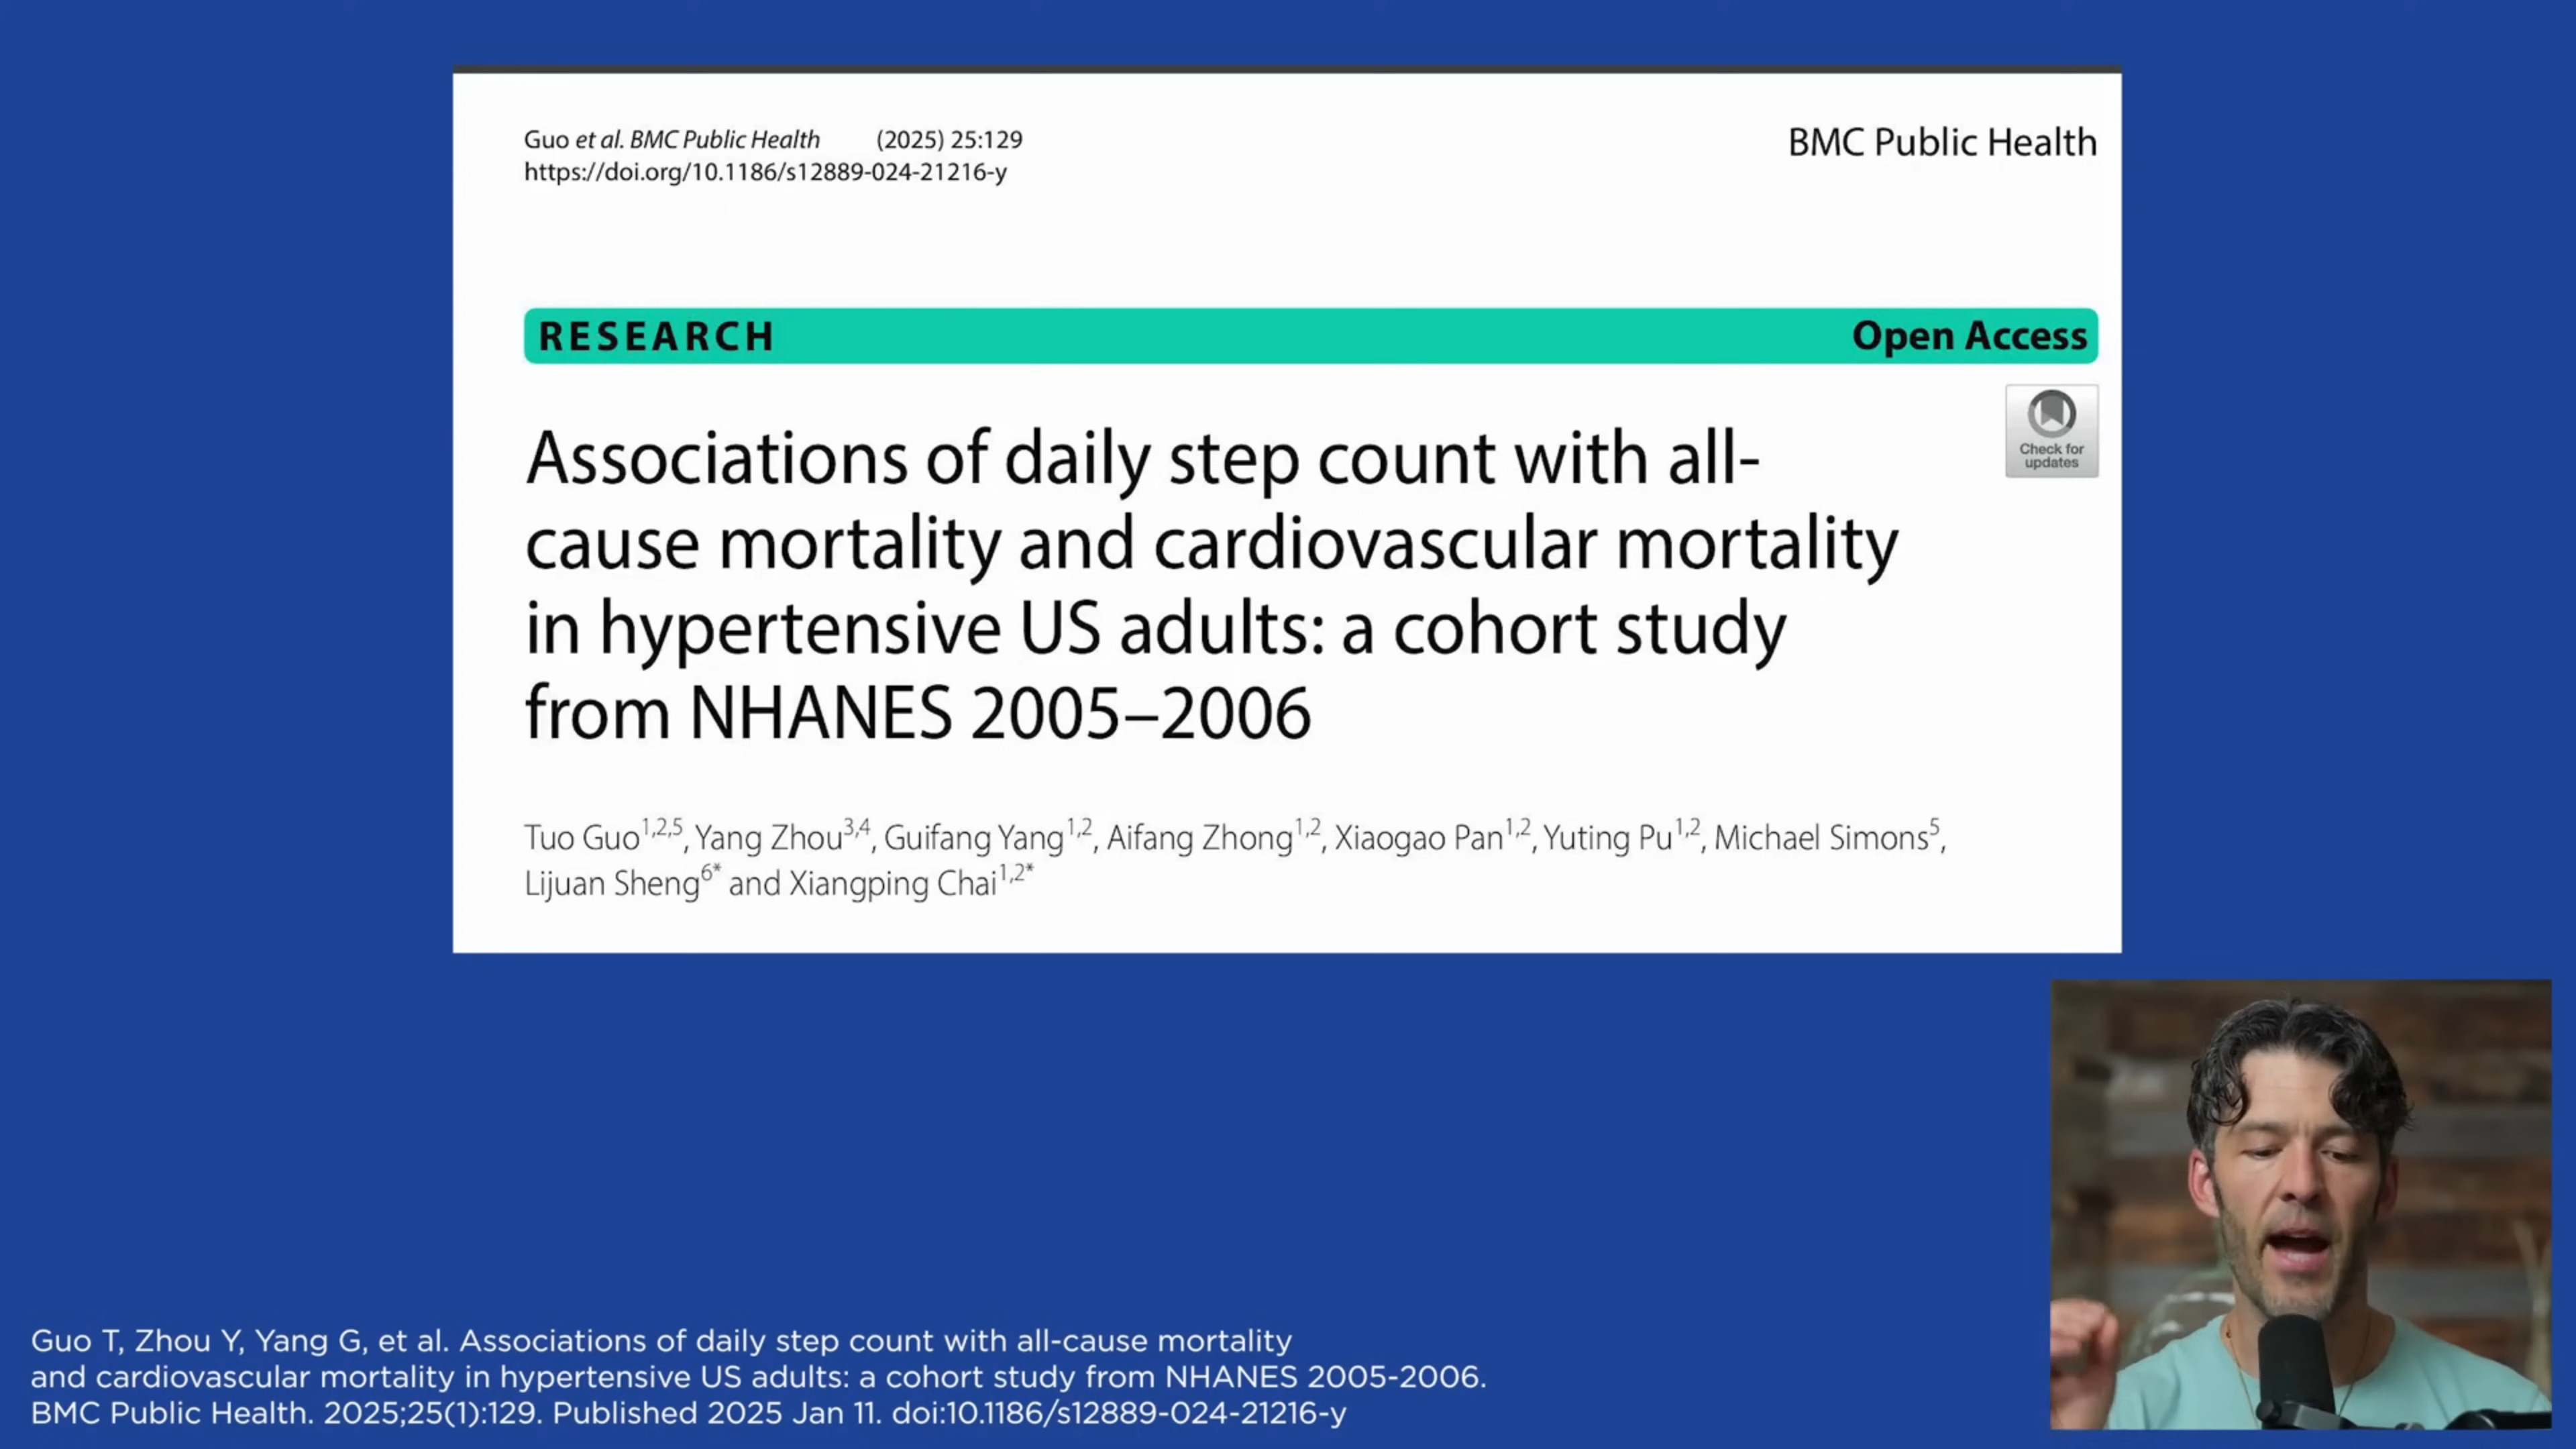 Guo et al. BMC Public Health (2025) 25:129
https://doi.org/10.1186/s12889-024-21216-y
BMC Public Health
RESEARCH
Open Access
Check for
updates
Associations of daily step count with all-
cause mortality and cardiovascular mortality
in hypertensive US adults: a cohort study
from NHANES 2005–2006
Tuo Guo1,2,5, Yang Zhou3,4, Guifang Yang1,2, Aifang Zhong1,2, Xiaogao Pan1,2, Yuting Pu1,2, Michael Simons5,
Lijuan Sheng6* and Xiangping Chai1,2*
Guo T, Zhou Y, Yang G, et al. Associations of daily step count with all-cause mortality
and cardiovascular mortality in hypertensive US adults: a cohort study from NHANES 2005-2006.
BMC Public Health. 2025;25(1):129. Published 2025 Jan 11. doi:10.1186/s12889-024-21216-y